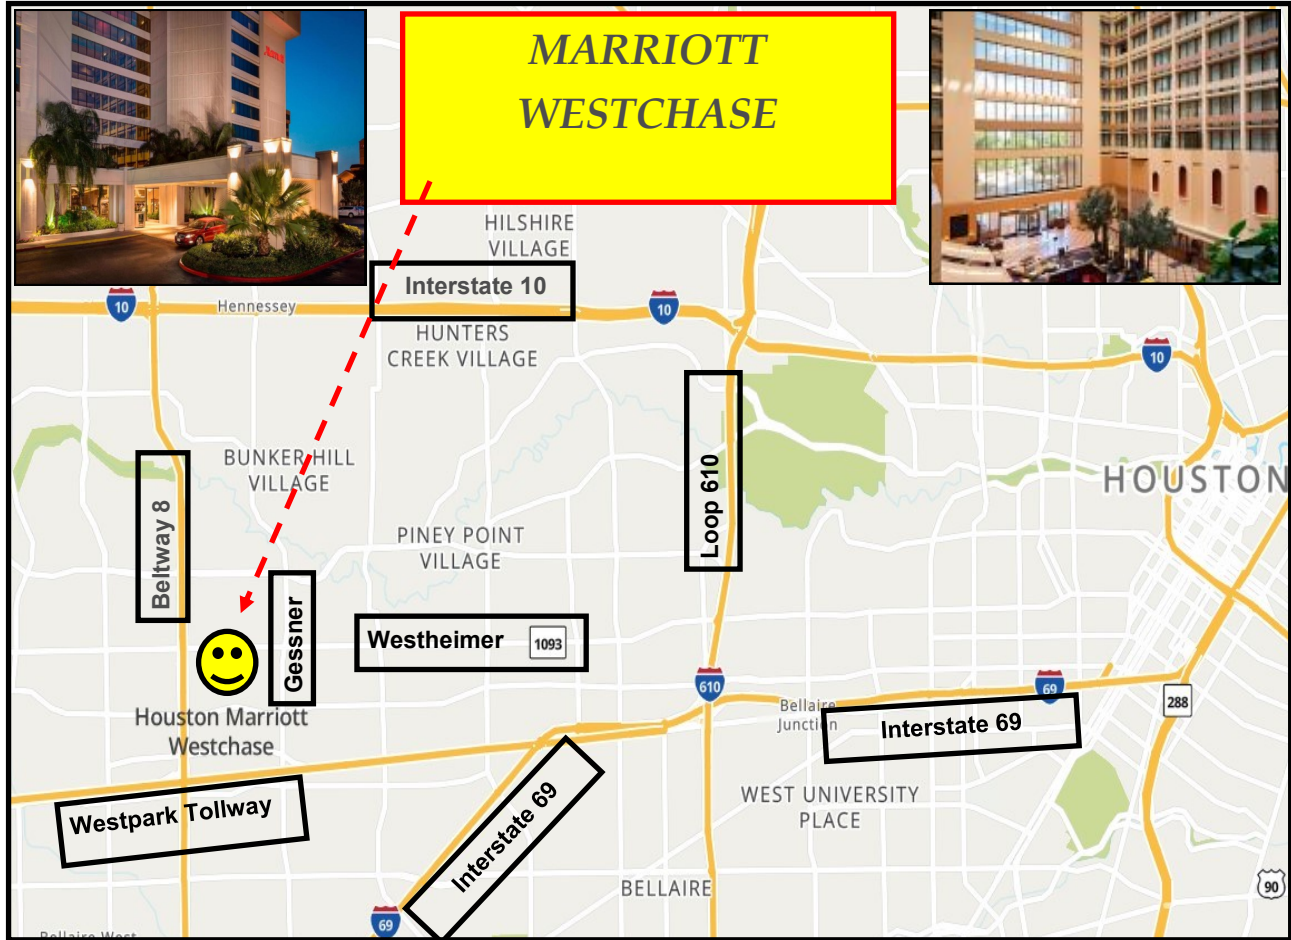 MARRIOTT
WESTCHASE
HILSHIRE
VILLAGE
Interstate 10
10
Hennessey
10
10
HUNTERS
CREEK VILLAGE
BUNKER HILL
VILLAGE
Loop 610
HOUSTON
Beltway 8
PINEY POINT
VILLAGE
Gessner
Westheimer
1093
610
69
288
Houston Marriott
Westchase
Bellaire
Junction
Interstate 69
Westpark Tollway
Interstate 69
WEST UNIVERSITY
PLACE
BELLAIRE
90
69
Bellaire West